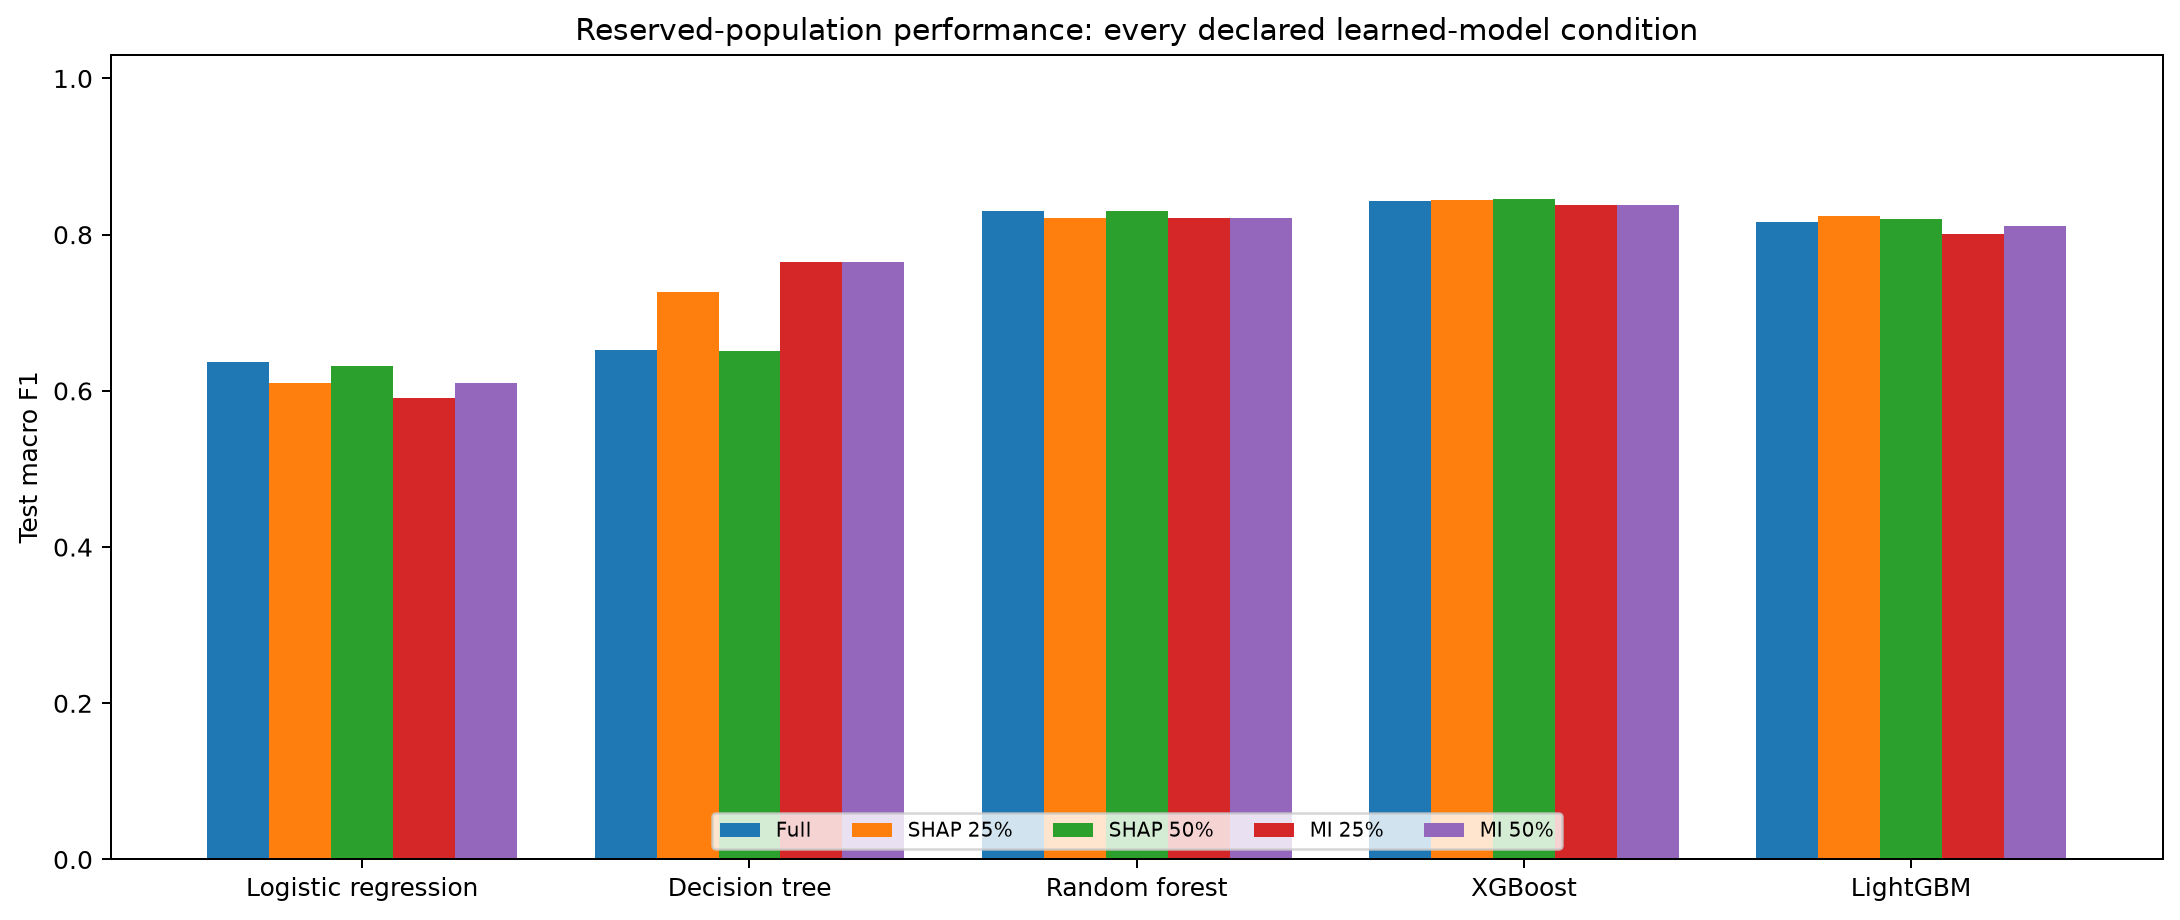 Reserved-population performance: every declared learned-model condition
Test macro F1
1.0
0.8
0.6
0.4
0.2
0.0
Full SHAP 25% SHAP 50% MI 25% MI 50%
Logistic regression Decision tree Random forest XGBoost LightGBM